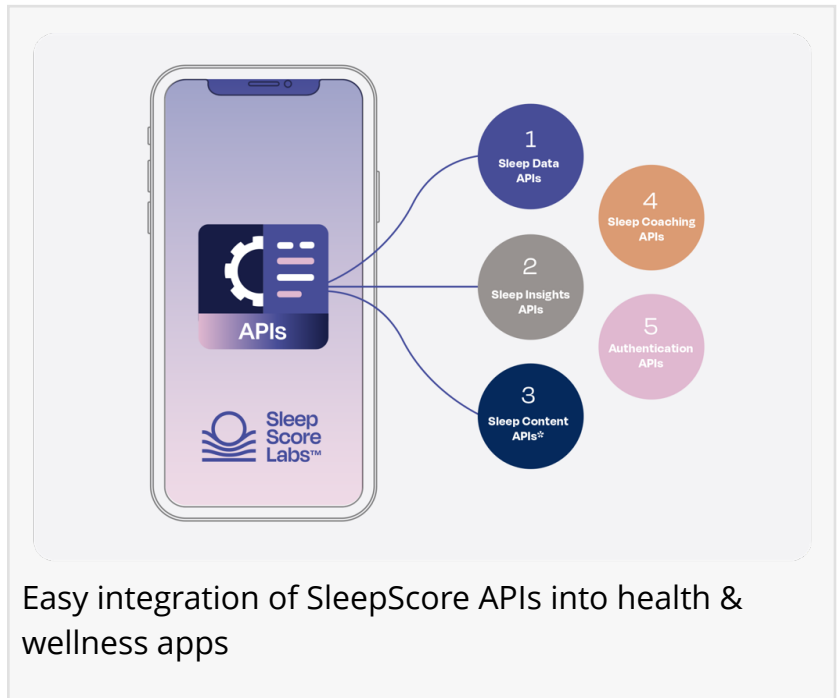 APIs
Sleep
Score
Labs™
1
Sleep Data
APIs
2
Sleep Insights
APIs
3
Sleep Content
APIs*
4
Sleep Coaching
APIs
5
Authentication
APIs
Easy integration of SleepScore APIs into health &
wellness apps